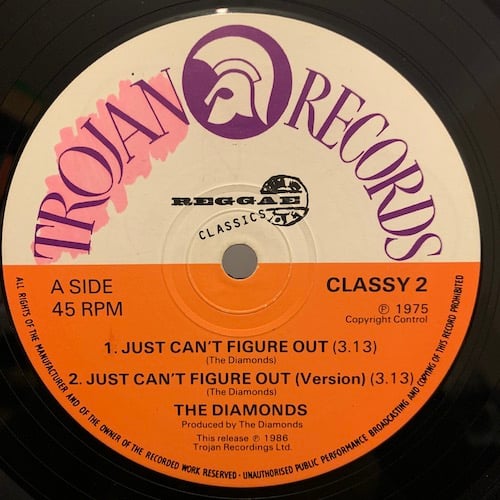 TROJAN RECORDS
REGGAE
CLASSICS
A SIDE
45 RPM
CLASSY 2
℗ 1975
Copyright Control
1. JUST CAN'T FIGURE OUT (3.13)
(The Diamonds)
2. JUST CAN'T FIGURE OUT (Version) (3.13)
(The Diamonds)
THE DIAMONDS
Produced by The Diamonds
This release ℗ 1986
Trojan Recordings Ltd.
ALL RIGHTS OF THE MANUFACTURER AND OF THE OWNER OF THE RECORDED WORK RESERVED · UNAUTHORISED PUBLIC PERFORMANCE BROADCASTING AND COPYING OF THIS RECORD PROHIBITED